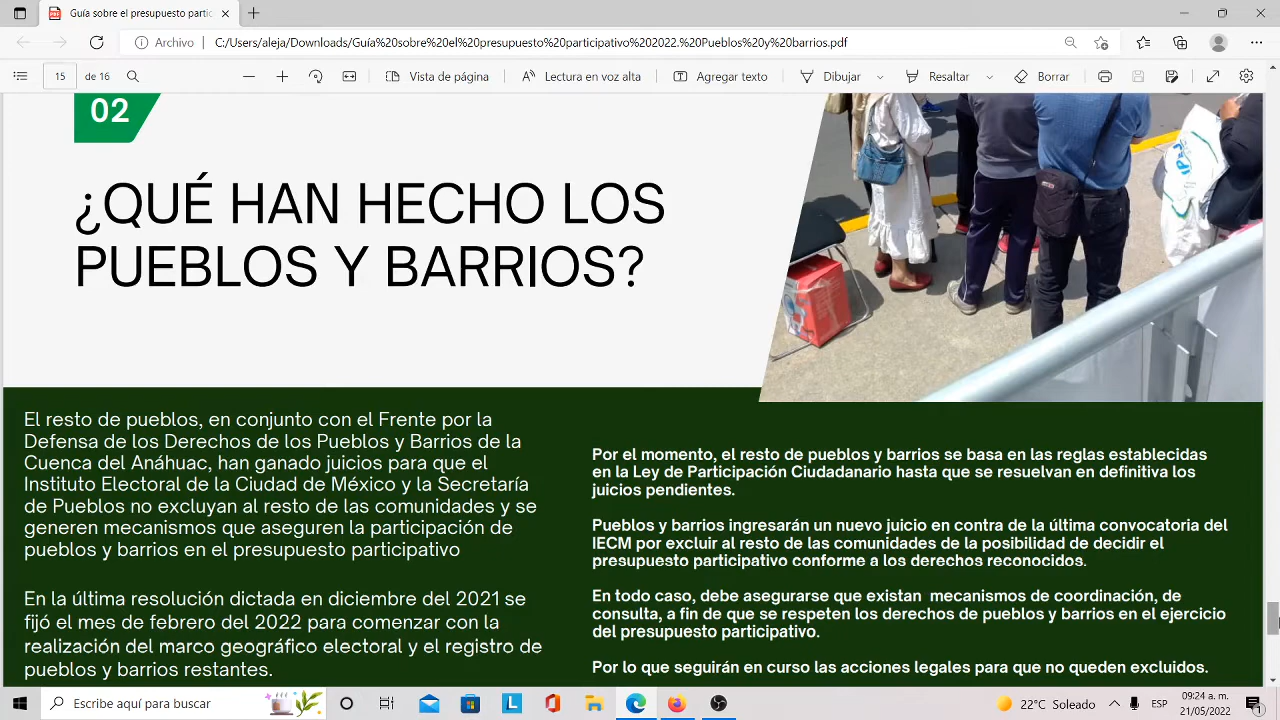 Guía sobre el presupuesto partic
Archivo
C:/Users/aleja/Downloads/Guía%20sobre%20el%20presupuesto%20participativo%202022.%20Pueblos%20y%20barrios.pdf
15 de 16
Vista de página
Lectura en voz alta
Agregar texto
Dibujar
Resaltar
Borrar
02
¿QUÉ HAN HECHO LOS
PUEBLOS Y BARRIOS?
El resto de pueblos, en conjunto con el Frente por la
Defensa de los Derechos de los Pueblos y Barrios de la
Cuenca del Anáhuac, han ganado juicios para que el
Instituto Electoral de la Ciudad de México y la Secretaría
de Pueblos no excluyan al resto de las comunidades y se
generen mecanismos que aseguren la participación de
pueblos y barrios en el presupuesto participativo
En la última resolución dictada en diciembre del 2021 se
fijó el mes de febrero del 2022 para comenzar con la
realización del marco geográfico electoral y el registro de
pueblos y barrios restantes.
Por el momento, el resto de pueblos y barrios se basa en las reglas establecidas
en la Ley de Participación Ciudadanario hasta que se resuelvan en definitiva los
juicios pendientes.
Pueblos y barrios ingresarán un nuevo juicio en contra de la última convocatoria del
IECM por excluir al resto de las comunidades de la posibilidad de decidir el
presupuesto participativo conforme a los derechos reconocidos.
En todo caso, debe asegurarse que existan mecanismos de coordinación, de
consulta, a fin de que se respeten los derechos de pueblos y barrios en el ejercicio
del presupuesto participativo.
Por lo que seguirán en curso las acciones legales para que no queden excluidos.
Escribe aquí para buscar
22°C Soleado
ESP
09:24 a. m.
21/05/2022